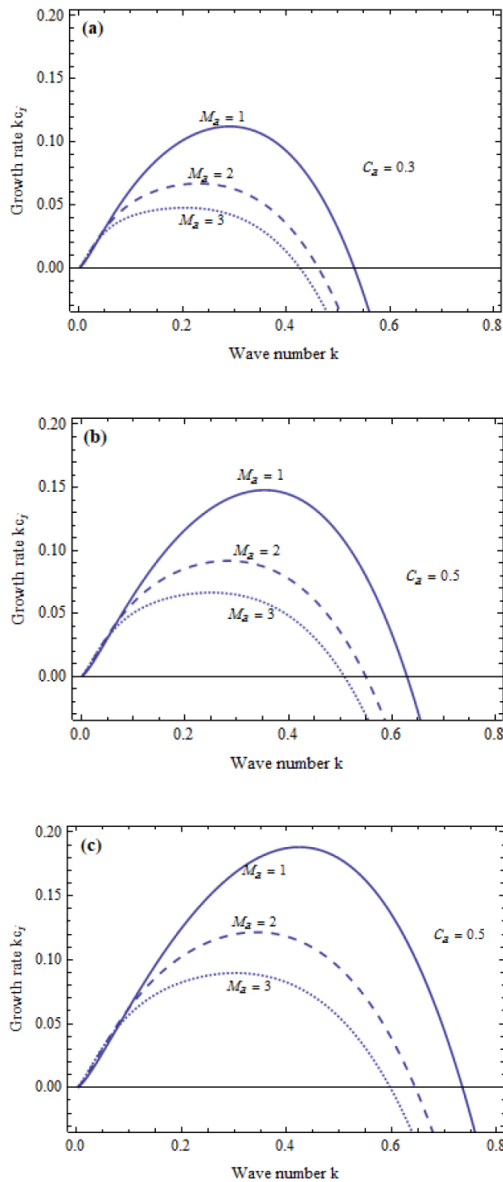 (a)
0.20
0.15
0.10
0.05
0.00
Growth rate kc_j
M_a = 1
M_a = 2
M_a = 3
C_a = 0.3
0.0 0.2 0.4 0.6 0.8
Wave number k
(b)
0.20
0.15
0.10
0.05
0.00
Growth rate kc_j
M_a = 1
M_a = 2
M_a = 3
C_a = 0.5
0.0 0.2 0.4 0.6 0.8
Wave number k
(c)
0.20
0.15
0.10
0.05
0.00
Growth rate kc_j
M_a = 1
M_a = 2
M_a = 3
C_a = 0.5
0.0 0.2 0.4 0.6 0.8
Wave number k